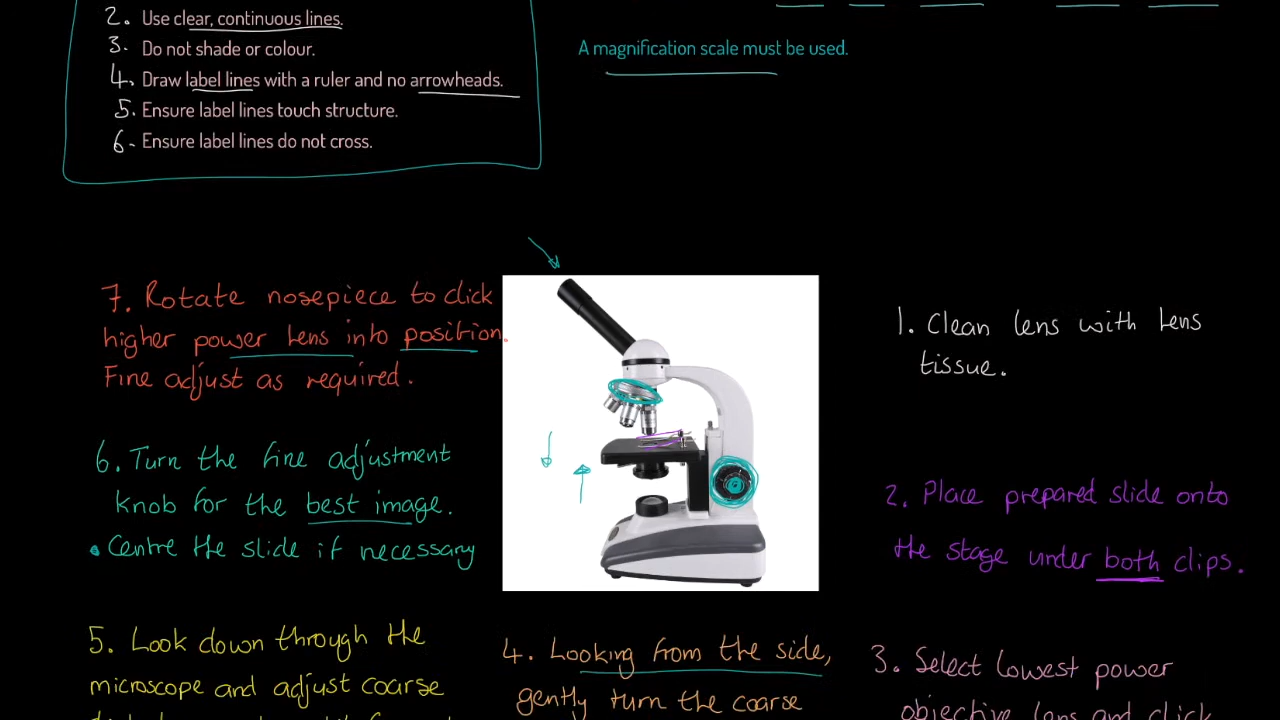 2. Use clear, continuous lines.
3. Do not shade or colour.
4. Draw label lines with a ruler and no arrowheads.
5. Ensure label lines touch structure.
6. Ensure label lines do not cross.
A magnification scale must be used.
7. Rotate nosepiece to click
higher power lens into position.
Fine adjust as required.
1. Clean lens with lens
tissue.
6. Turn the fine adjustment
knob for the best image.
• Centre the slide if necessary
2. Place prepared slide onto
the stage under both clips.
5. Look down through the
microscope and adjust coarse
4. Looking from the side,
gently turn the coarse
3. Select lowest power
objective lens and click